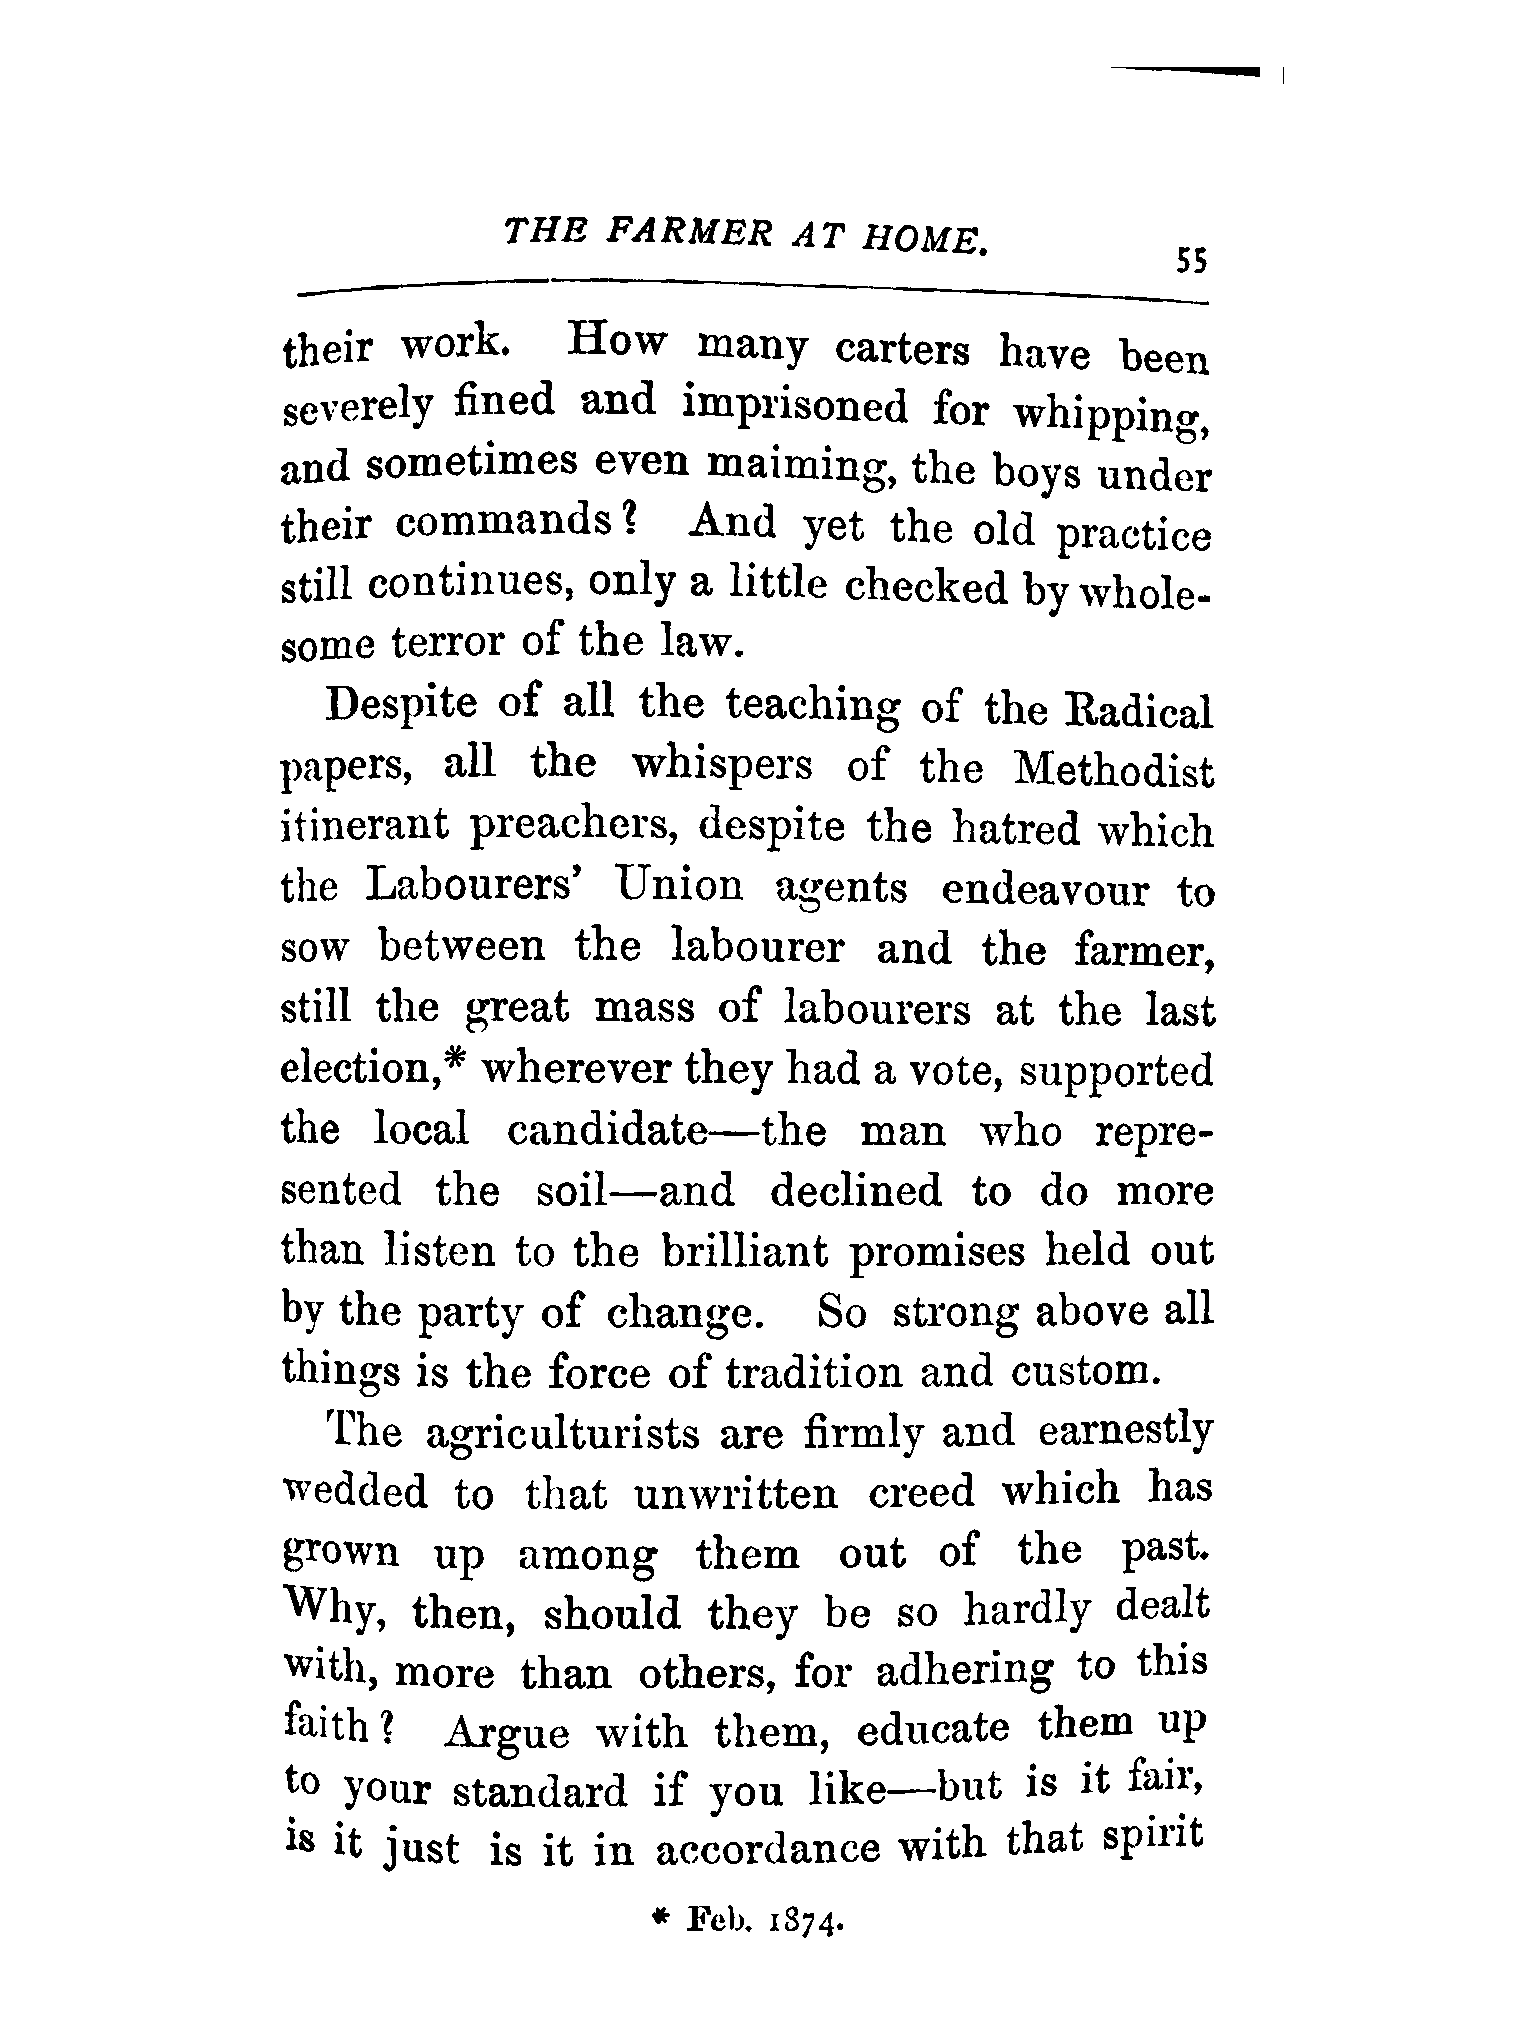 THE FARMER AT HOME.
55
their work. How many carters have been
severely fined and imprisoned for whipping,
and sometimes even maiming, the boys under
their commands? And yet the old practice
still continues, only a little checked by whole-
some terror of the law.
Despite of all the teaching of the Radical
papers, all the whispers of the Methodist
itinerant preachers, despite the hatred which
the Labourers' Union agents endeavour to
sow between the labourer and the farmer,
still the great mass of labourers at the last
election,* wherever they had a vote, supported
the local candidate—the man who repre-
sented the soil—and declined to do more
than listen to the brilliant promises held out
by the party of change. So strong above all
things is the force of tradition and custom.
The agriculturists are firmly and earnestly
wedded to that unwritten creed which has
grown up among them out of the past.
Why, then, should they be so hardly dealt
with, more than others, for adhering to this
faith? Argue with them, educate them up
to your standard if you like—but is it fair,
is it just is it in accordance with that spirit
* Feb. 1874.